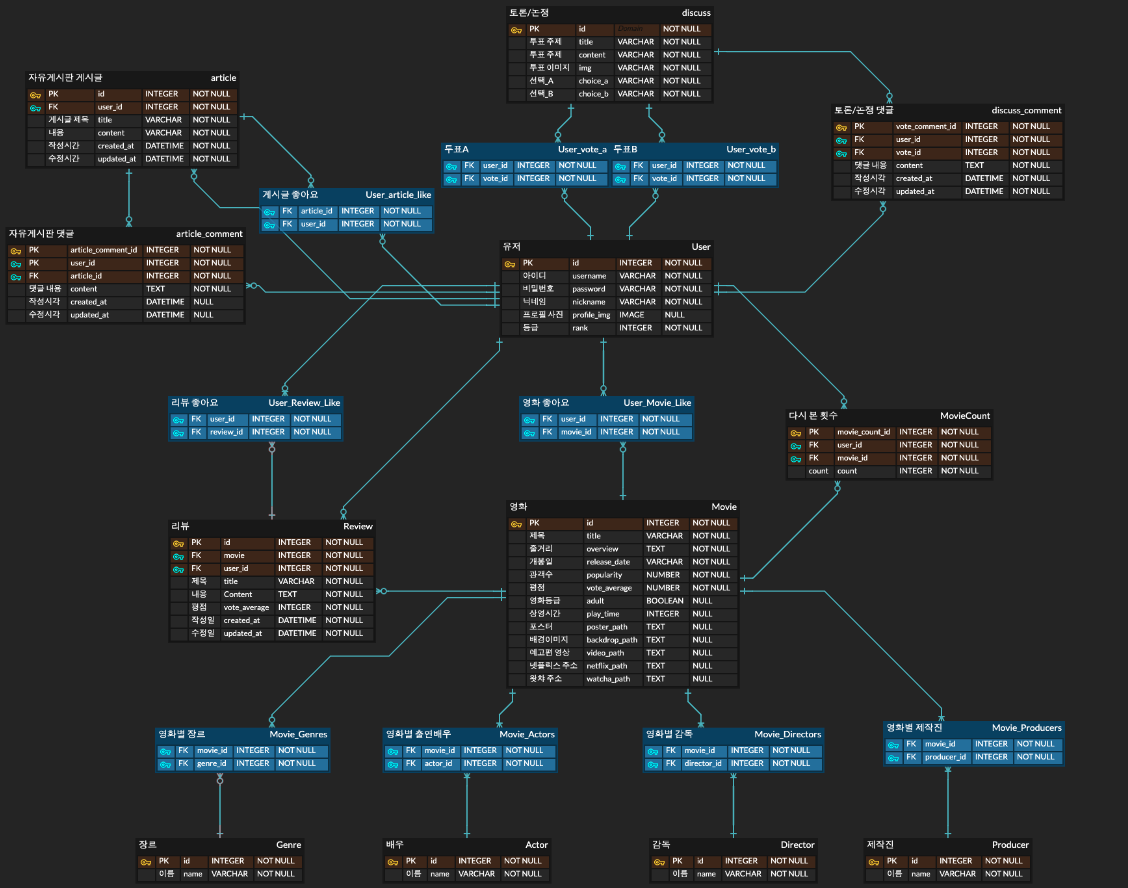 토론/논쟁 discuss
PK id NOT NULL
투표 주제 title VARCHAR NOT NULL
투표 주제 content VARCHAR NOT NULL
투표 이미지 img VARCHAR NOT NULL
선택_A choice_a VARCHAR NOT NULL
선택_B choice_b VARCHAR NOT NULL
자유게시판 게시글 article
PK id INTEGER NOT NULL
FK user_id INTEGER NOT NULL
게시글 제목 title VARCHAR NOT NULL
내용 content VARCHAR NOT NULL
작성시간 created_at DATETIME NOT NULL
수정시간 updated_at DATETIME NOT NULL
토론/논쟁 댓글 discuss_comment
PK vote_comment_id INTEGER NOT NULL
FK user_id INTEGER NOT NULL
FK vote_id INTEGER NOT NULL
댓글 내용 content TEXT NOT NULL
작성시각 created_at DATETIME NOT NULL
수정시각 updated_at DATETIME NOT NULL
투표A User_vote_a
FK user_id INTEGER NOT NULL
FK vote_id INTEGER NOT NULL
투표B User_vote_b
FK user_id INTEGER NOT NULL
FK vote_id INTEGER NOT NULL
게시글 좋아요 User_article_like
FK article_id INTEGER NOT NULL
FK user_id INTEGER NOT NULL
자유게시판 댓글 article_comment
PK article_comment_id INTEGER NOT NULL
FK user_id INTEGER NOT NULL
FK article_id INTEGER NOT NULL
댓글 내용 content TEXT NOT NULL
작성시각 created_at DATETIME NULL
수정시각 updated_at DATETIME NULL
유저 User
PK id INTEGER NOT NULL
아이디 username VARCHAR NOT NULL
비밀번호 password VARCHAR NOT NULL
닉네임 nickname VARCHAR NOT NULL
프로필 사진 profile_img IMAGE NULL
등급 rank INTEGER NOT NULL
리뷰 좋아요 User_Review_Like
FK user_id INTEGER NOT NULL
FK review_id INTEGER NOT NULL
영화 좋아요 User_Movie_Like
FK user_id INTEGER NOT NULL
FK movie_id INTEGER NOT NULL
다시 본 횟수 MovieCount
PK movie_count_id INTEGER NOT NULL
FK user_id INTEGER NOT NULL
FK movie_id INTEGER NOT NULL
count count INTEGER NOT NULL
리뷰 Review
PK id INTEGER NOT NULL
FK movie INTEGER NOT NULL
FK user_id INTEGER NOT NULL
제목 title VARCHAR NOT NULL
내용 Content TEXT NOT NULL
평점 vote_average INTEGER NOT NULL
작성일 created_at DATETIME NOT NULL
수정일 updated_at DATETIME NOT NULL
영화 Movie
PK id INTEGER NOT NULL
제목 title VARCHAR NOT NULL
줄거리 overview TEXT NOT NULL
개봉일 release_date VARCHAR NOT NULL
관객수 popularity NUMBER NOT NULL
평점 vote_average NUMBER NOT NULL
영화등급 adult BOOLEAN NULL
상영시간 play_time INTEGER NULL
포스터 poster_path TEXT NULL
배경이미지 backdrop_path TEXT NULL
예고편 영상 video_path TEXT NULL
넷플릭스 주소 netflix_path TEXT NULL
왓챠 주소 watcha_path TEXT NULL
영화별 장르 Movie_Genres
FK movie_id INTEGER NOT NULL
FK genre_id INTEGER NOT NULL
영화별 출연배우 Movie_Actors
FK movie_id INTEGER NOT NULL
FK actor_id INTEGER NOT NULL
영화별 감독 Movie_Directors
FK movie_id INTEGER NOT NULL
FK director_id INTEGER NOT NULL
영화별 제작진 Movie_Producers
FK movie_id INTEGER NOT NULL
FK producer_id INTEGER NOT NULL
장르 Genre
PK id INTEGER NOT NULL
이름 name VARCHAR NOT NULL
배우 Actor
PK id INTEGER NOT NULL
이름 name VARCHAR NOT NULL
감독 Director
PK id INTEGER NOT NULL
이름 name VARCHAR NOT NULL
제작진 Producer
PK id INTEGER NOT NULL
이름 name VARCHAR NOT NULL